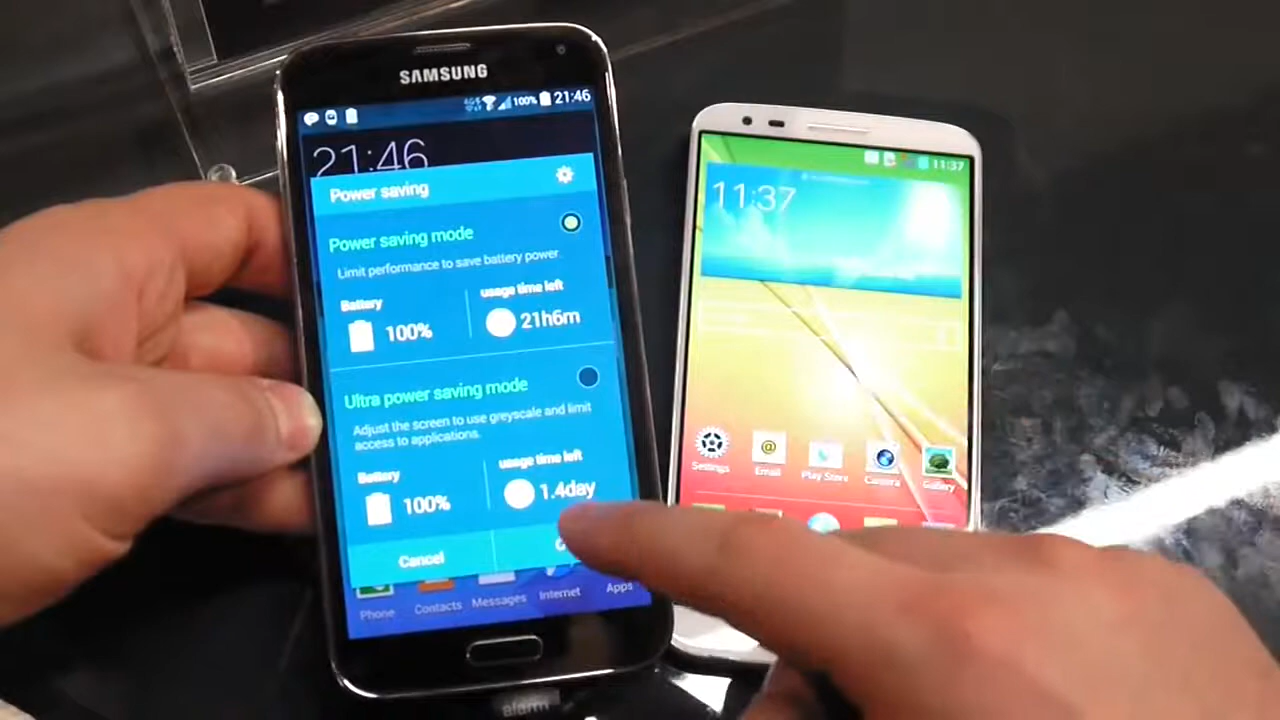 SAMSUNG
100% 21:46
21:46
Power saving
Power saving mode
Limit performance to save battery power.
Battery
usage time left
100%
21h6m
Ultra power saving mode
Adjust the screen to use greyscale and limit
access to applications.
Battery
usage time left
100%
1.4day
Cancel
Phone
Contacts
Messages
Internet
Apps
alarm
11:37
11:37
Settings
Email
Play Store
Camera
Gallery